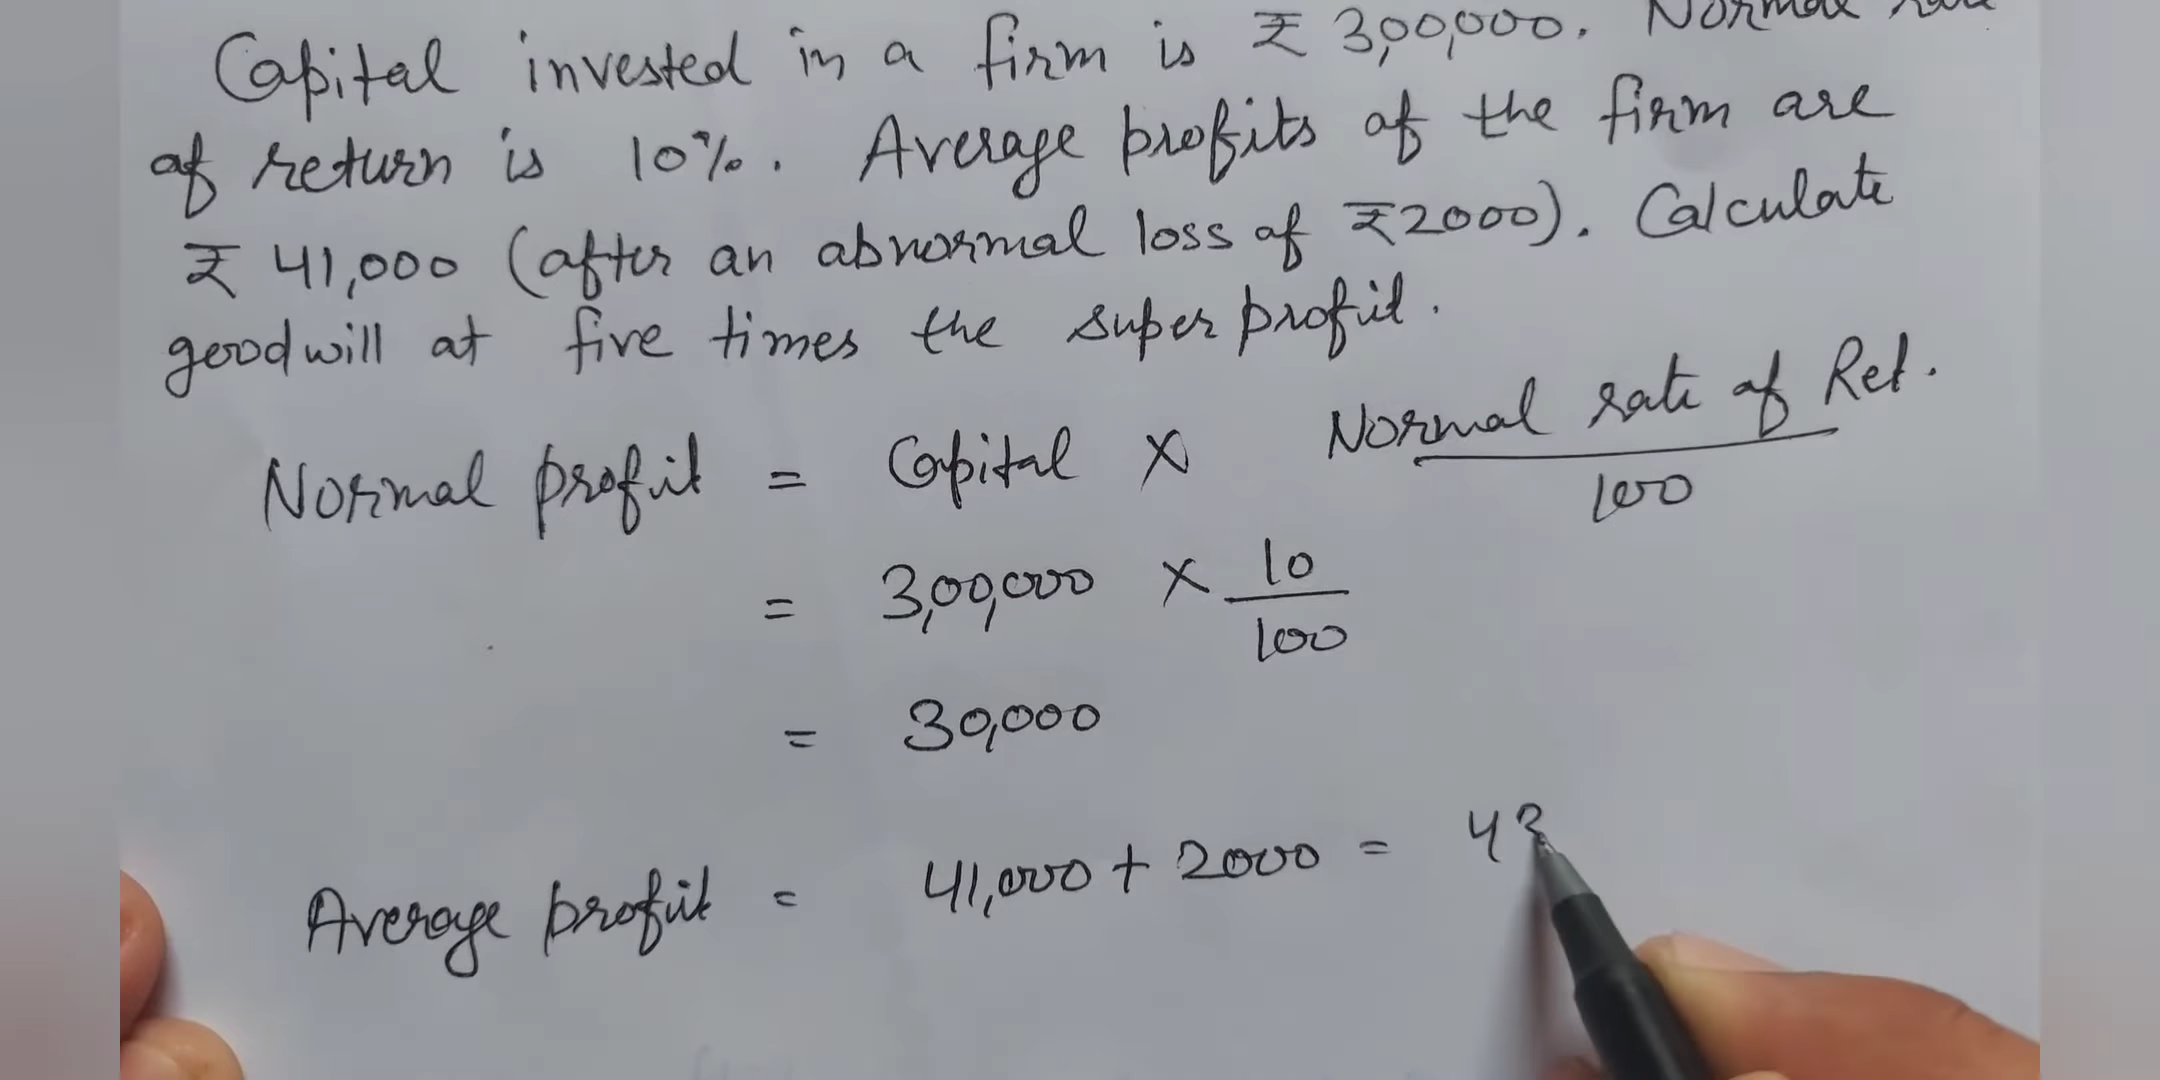 Capital invested in a firm is ₹ 3,00,000. Normal rate
of return is 10%. Average profits of the firm are
₹ 41,000 (after an abnormal loss of ₹2000). Calculate
goodwill at five times the super profit.
Normal profit = Capital × Normal rate of Ret. / 100
= 3,00,000 × 10 / 100
= 30,000
Average profit = 41,000 + 2000 = 43